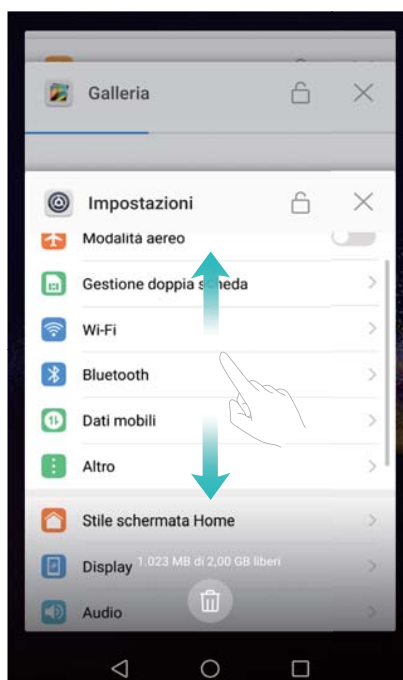 Galleria
Impostazioni
Modalità aereo
Gestione doppia scheda
Wi-Fi
Bluetooth
Dati mobili
Altro
Stile schermata Home
Display
1.023 MB di 2,00 GB liberi
Audio